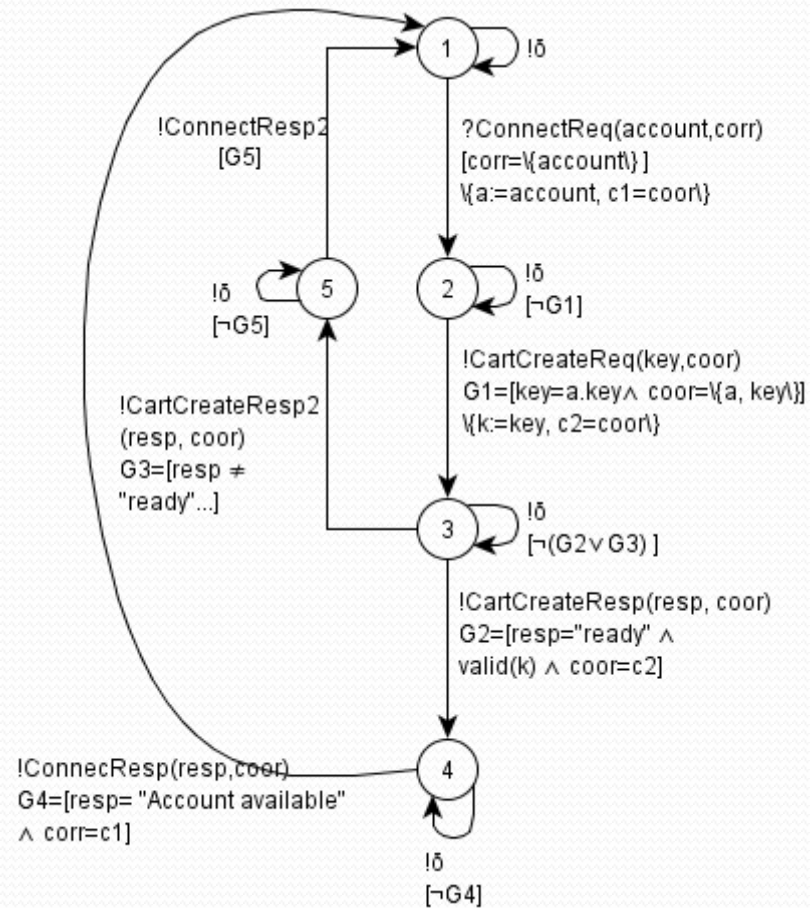 1
!δ
!ConnectResp2
[G5]
?ConnectReq(account,corr)
[corr=\{account\} ]
\{a:=account, c1=coor\}
5
!δ
[¬G5]
2
!δ
[¬G1]
!CartCreateReq(key,coor)
G1=[key=a.key∧ coor=\{a, key\}]
\{k:=key, c2=coor\}
!CartCreateResp2
(resp, coor)
G3=[resp ≠
"ready"...]
3
!δ
[¬(G2∨G3) ]
!CartCreateResp(resp, coor)
G2=[resp="ready" ∧
valid(k) ∧ coor=c2]
4
!ConnecResp(resp,coor)
G4=[resp= "Account available"
∧ corr=c1]
!δ
[¬G4]